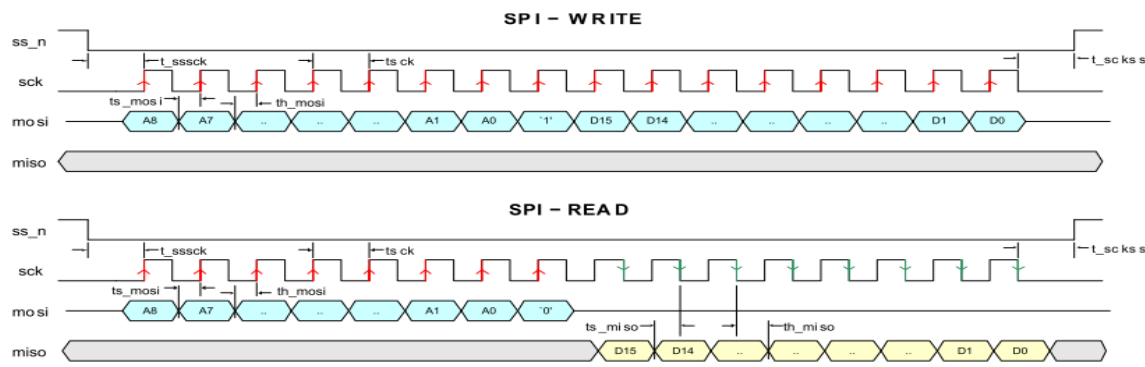 SPI – WRITE
ss_n
t_sssck
ts ck
t_sc ks s
sck
ts_mos i
th_mosi
mo si
A8 A7 .. .. .. A1 A0 `1' D15 D14 .. .. .. .. D1 D0
miso
SPI – READ
ss_n
t_sssck
ts ck
t_sc ks s
sck
ts_mosi
th_mosi
mo si
A8 A7 .. .. .. A1 A0 `0'
ts_mi so
th_mi so
miso
D15 D14 .. .. .. .. D1 D0